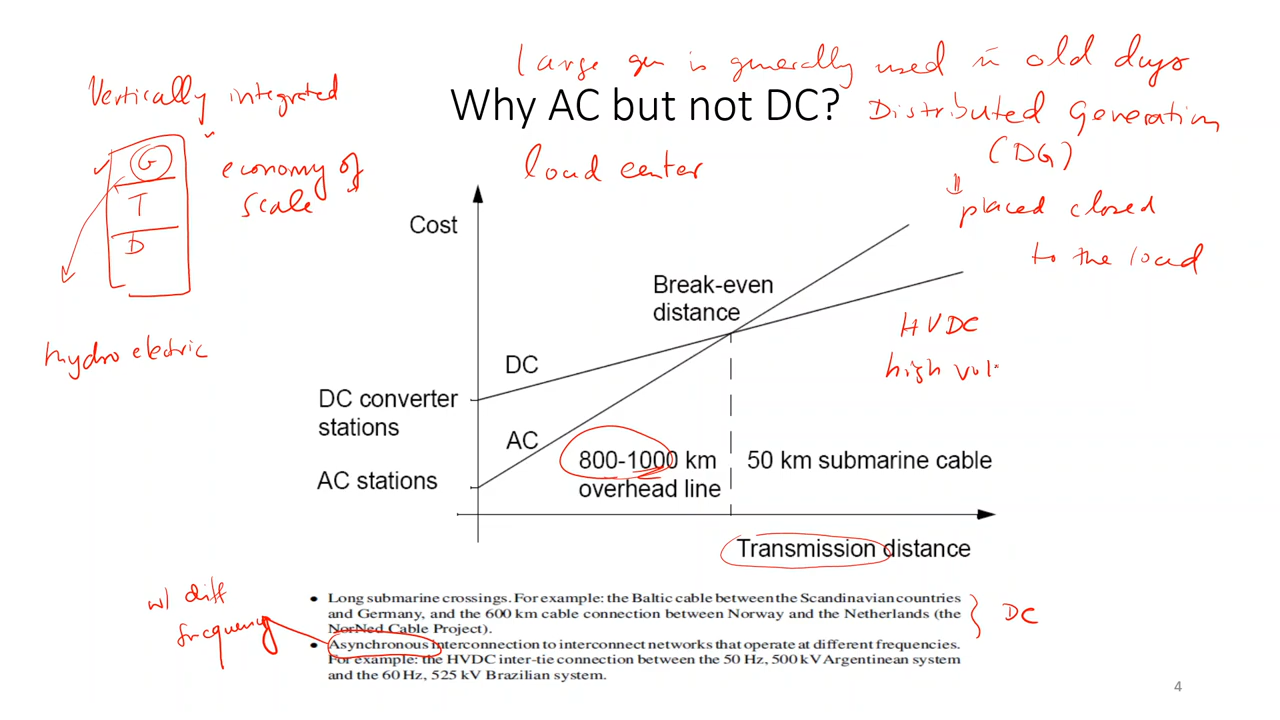 large gen is generally used in old days
Vertically integrated
Why AC but not DC?
Distributed Generation
(DG)
G
T
D
economy of
scale
load center
placed closed
to the load
Cost
Break-even
distance
HVDC
high vol
hydro electric
DC
DC converter
stations
AC
AC stations
800-1000 km
overhead line
50 km submarine cable
Transmission distance
w/ diff
frequency
• Long submarine crossings. For example: the Baltic cable between the Scandinavian countries
and Germany, and the 600 km cable connection between Norway and the Netherlands (the
NorNed Cable Project).
DC
• Asynchronous interconnection to interconnect networks that operate at different frequencies.
For example: the HVDC inter-tie connection between the 50 Hz, 500 kV Argentinean system
and the 60 Hz, 525 kV Brazilian system.
4